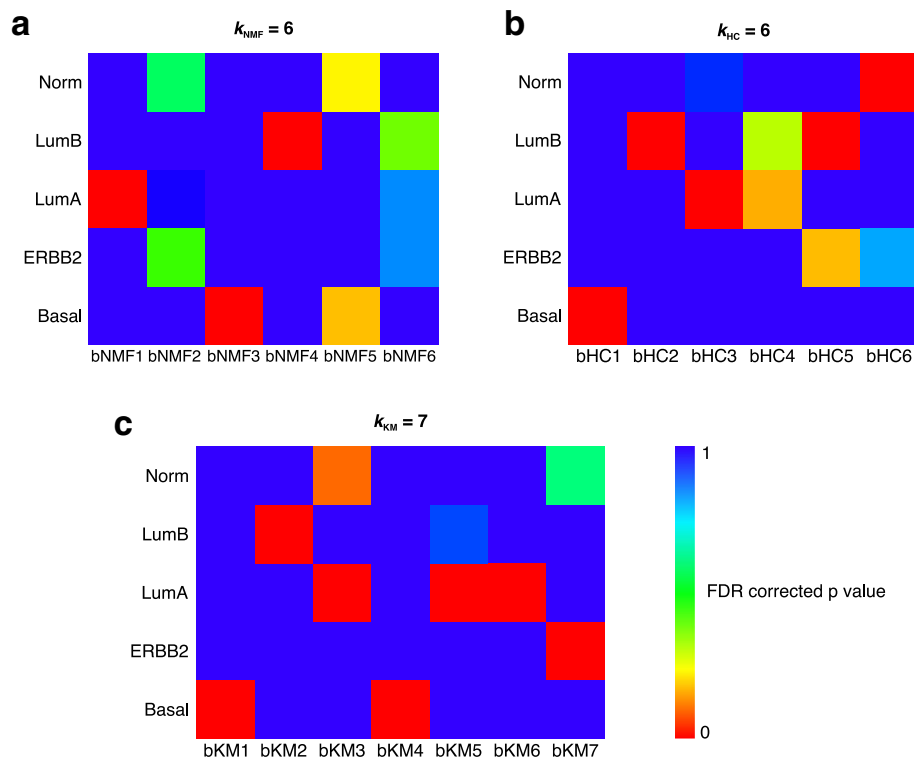 a
k_NMF = 6
Norm
LumB
LumA
ERBB2
Basal
bNMF1 bNMF2 bNMF3 bNMF4 bNMF5 bNMF6
b
k_HC = 6
Norm
LumB
LumA
ERBB2
Basal
bHC1 bHC2 bHC3 bHC4 bHC5 bHC6
c
k_KM = 7
Norm
LumB
LumA
ERBB2
Basal
bKM1 bKM2 bKM3 bKM4 bKM5 bKM6 bKM7
1
FDR corrected p value
0